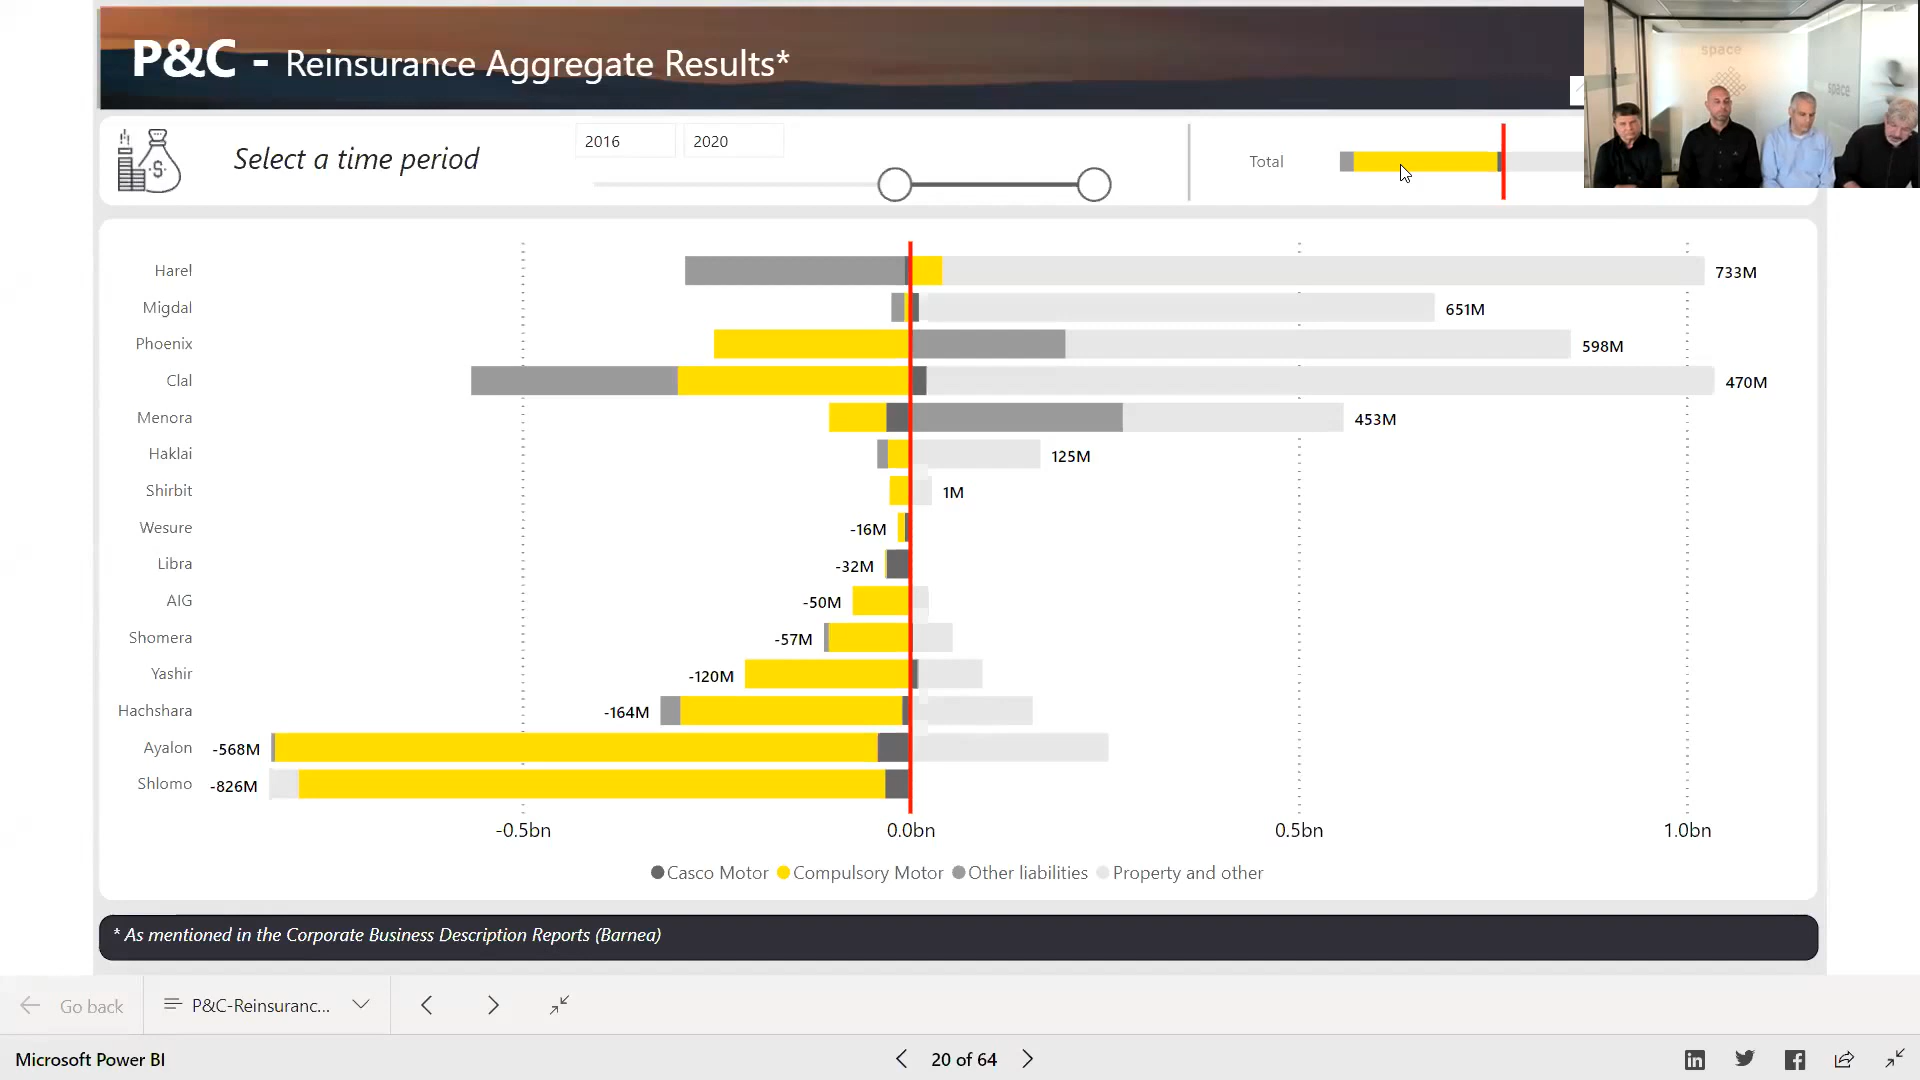 P&C - Reinsurance Aggregate Results*
space
space
Select a time period
2016
2020
Total
Harel
733M
Migdal
651M
Phoenix
598M
Clal
470M
Menora
453M
Haklai
125M
Shirbit
1M
Wesure
-16M
Libra
-32M
AIG
-50M
Shomera
-57M
Yashir
-120M
Hachshara
-164M
Ayalon
-568M
Shlomo
-826M
-0.5bn
0.0bn
0.5bn
1.0bn
Casco Motor
Compulsory Motor
Other liabilities
Property and other
* As mentioned in the Corporate Business Description Reports (Barnea)
Go back
P&C-Reinsuranc...
Microsoft Power BI
20 of 64